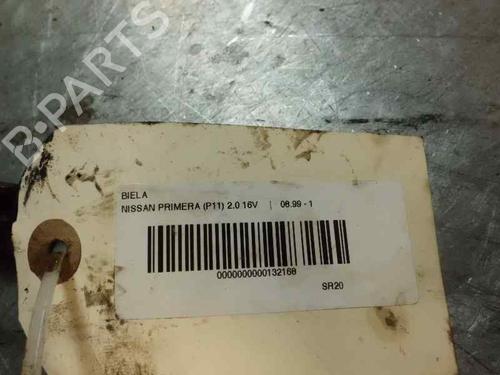 B-PARTS
BIELA
NISSAN PRIMERA (P11) 2.0 16V | 08.99 - 1
0000000000132168
SR20